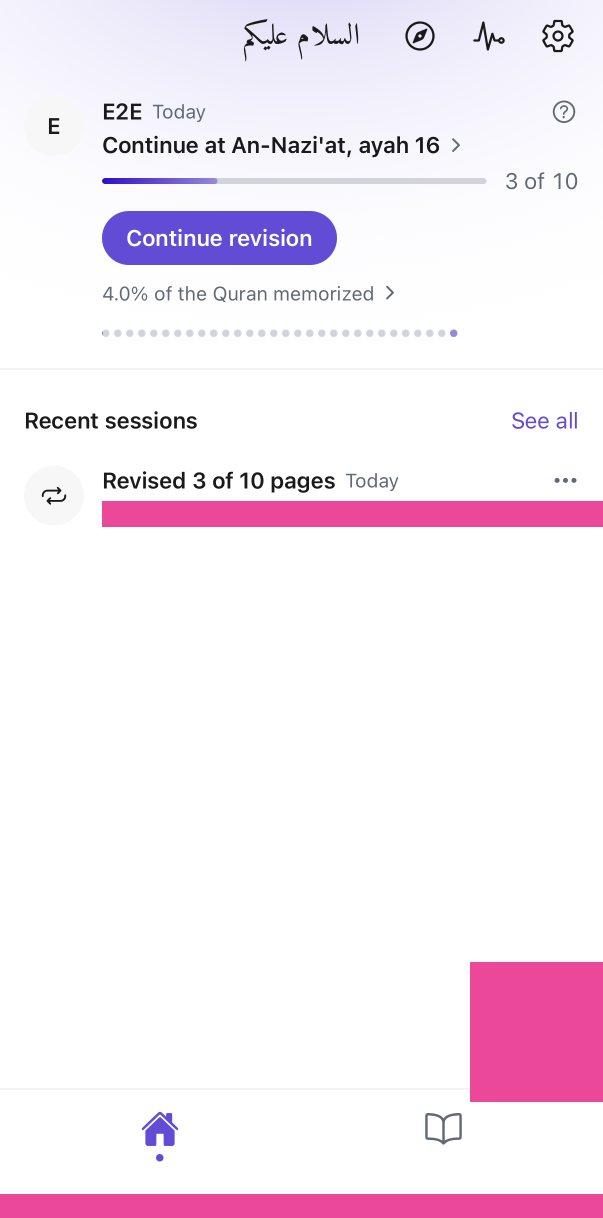 السلام عليكم
E
E2E Today
Continue at An-Nazi'at, ayah 16
3 of 10
Continue revision
4.0% of the Quran memorized
Recent sessions See all
Revised 3 of 10 pages Today